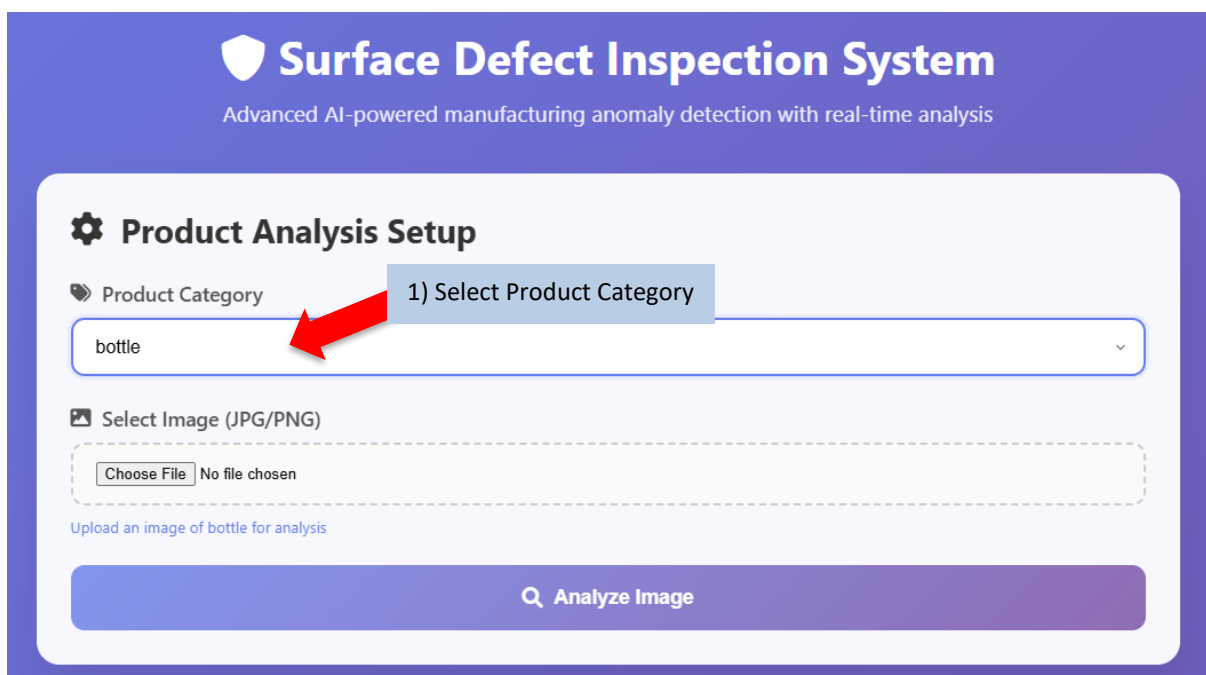 Surface Defect Inspection System
Advanced AI-powered manufacturing anomaly detection with real-time analysis
Product Analysis Setup
Product Category
1) Select Product Category
bottle
Select Image (JPG/PNG)
Choose File No file chosen
Upload an image of bottle for analysis
Analyze Image